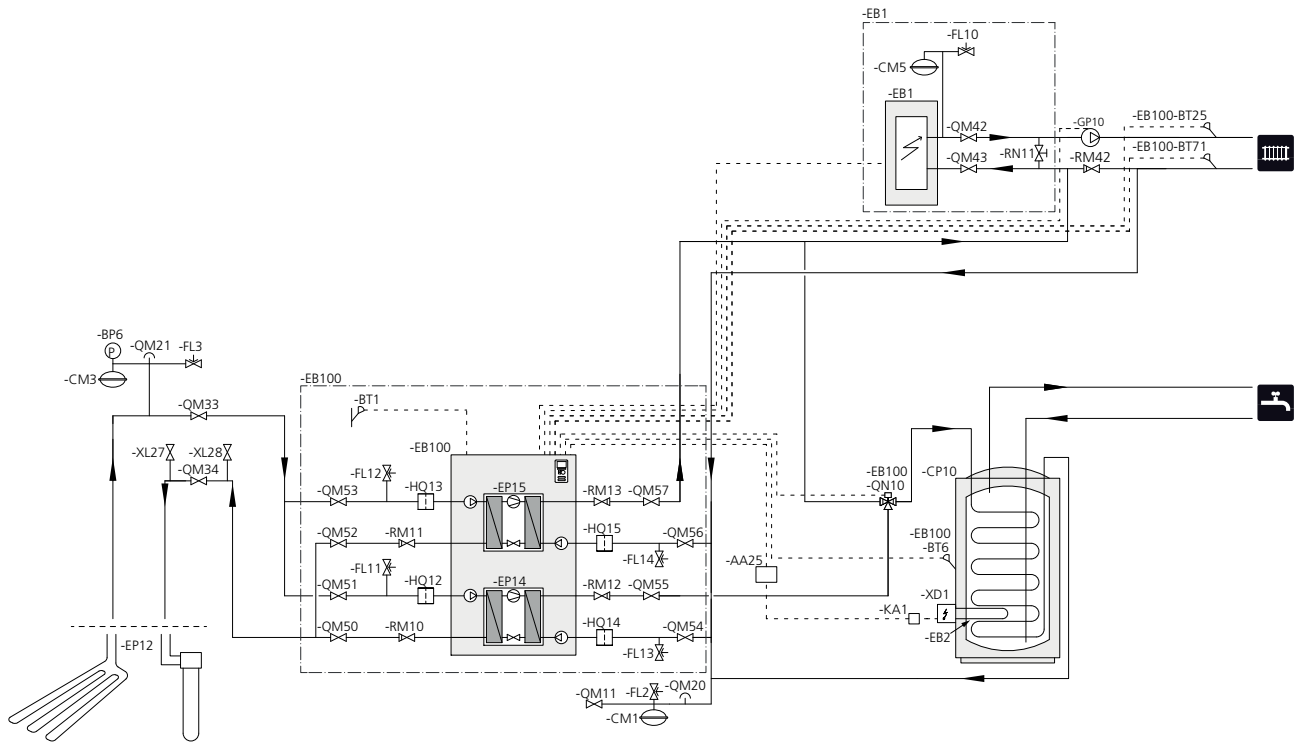 -EB1
-FL10
-CM5
-EB1
-QM42
-GP10
-EB100-BT25
-QM43
-RN11
-RM42
-EB100-BT71
-BP6
P
-QM21
-FL3
-CM3
-QM33
-XL27
-XL28
-QM34
-EP12
-EB100
-BT1
-EB100
-FL12
-QM53
-HQ13
-EP15
-RM13
-QM57
-QM52
-RM11
-HQ15
-QM56
-FL14
-FL11
-QM51
-HQ12
-EP14
-RM12
-QM55
-QM50
-RM10
-HQ14
-QM54
-FL13
-QM11
-FL2
-QM20
-CM1
-EB100
-QN10
-CP10
-EB100
-BT6
-AA25
-XD1
-KA1
-EB2